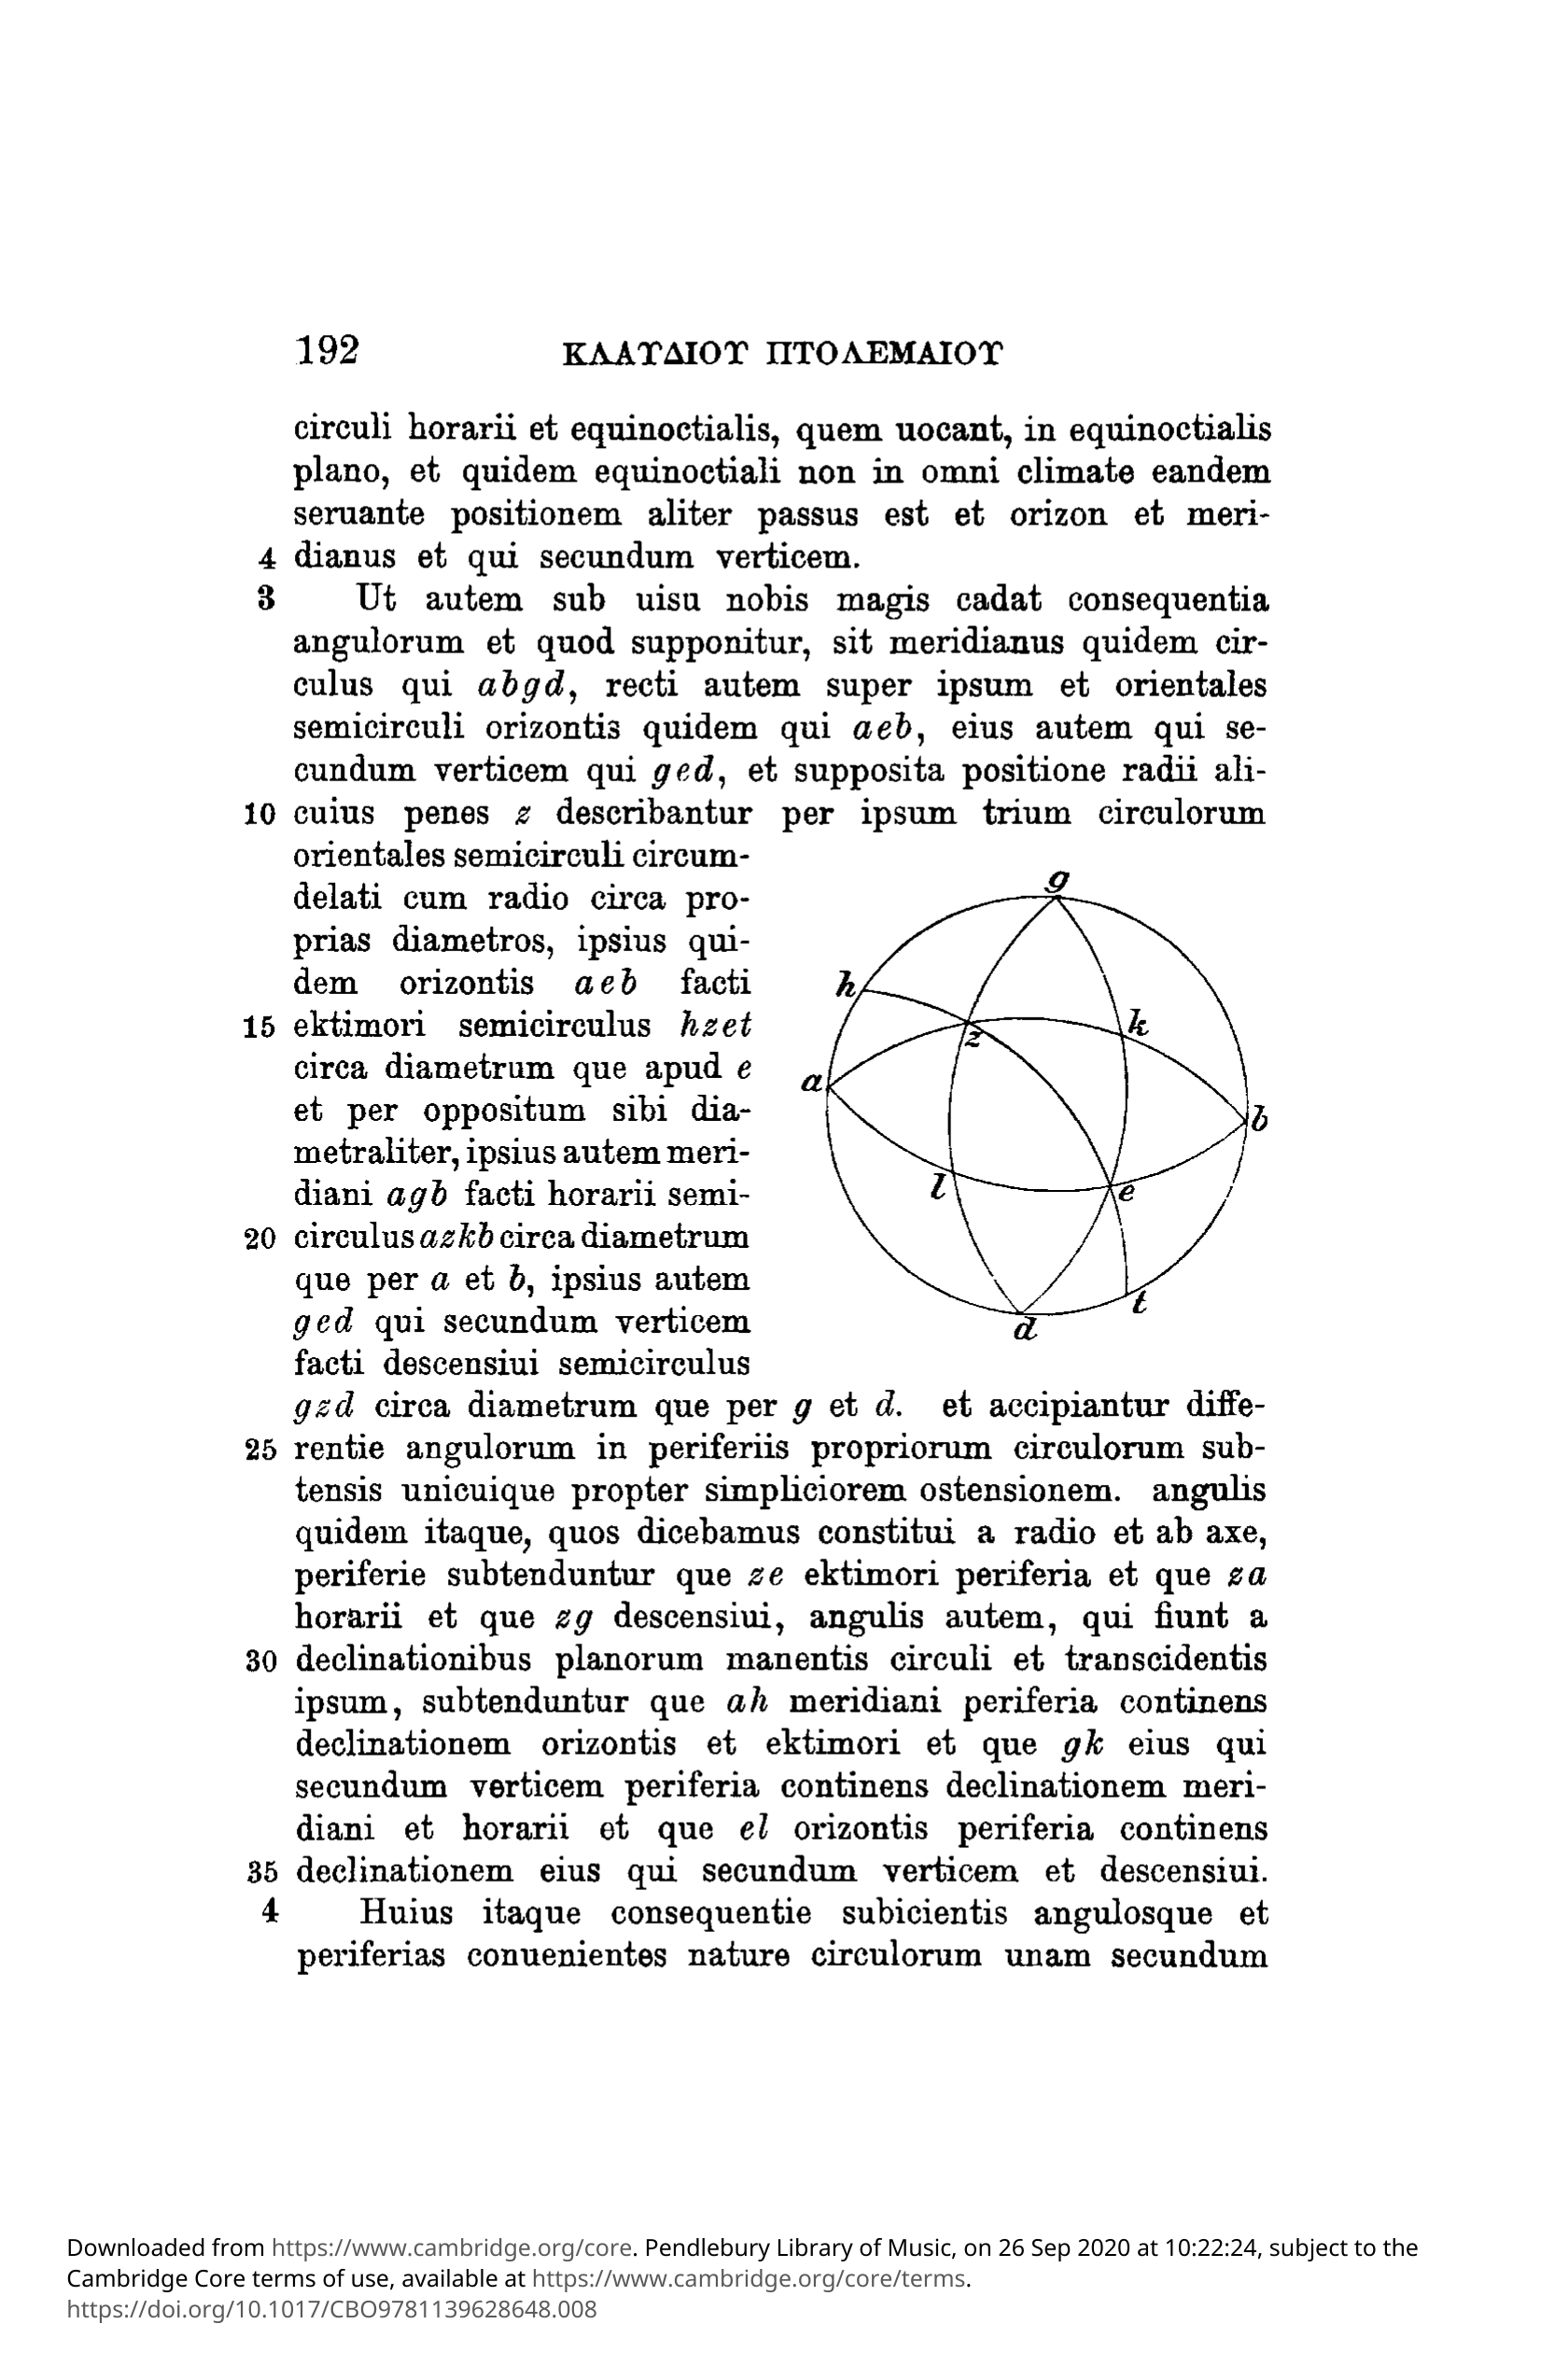 192 ΚΛΑΥΔΙΟΥ ΠΤΟΛΕΜΑΙΟΥ
circuli horarii et equinoctialis, quem uocant, in equinoctialis
plano, et quidem equinoctiali non in omni climate eandem
seruante positionem aliter passus est et orizon et meri-
4 dianus et qui secundum verticem.
3 Ut autem sub uisu nobis magis cadat consequentia
angulorum et quod supponitur, sit meridianus quidem cir-
culus qui abgd, recti autem super ipsum et orientales
semicirculi orizontis quidem qui aeb, eius autem qui se-
cundum verticem qui ged, et supposita positione radii ali-
10 cuius penes z describantur per ipsum trium circulorum
orientales semicirculi circum-
delati cum radio circa pro-
prias diametros, ipsius qui-
dem orizontis aeb facti
15 ektimori semicirculus hzet
circa diametrum que apud e
et per oppositum sibi dia-
metraliter, ipsius autem meri-
diani agb facti horarii semi-
20 circulus azkb circa diametrum
que per a et b, ipsius autem
ged qui secundum verticem
facti descensiui semicirculus
gzd circa diametrum que per g et d. et accipiantur diffe-
25 rentie angulorum in periferiis propriorum circulorum sub-
tensis unicuique propter simpliciorem ostensionem. angulis
quidem itaque, quos dicebamus constitui a radio et ab axe,
periferie subtenduntur que ze ektimori periferia et que za
horarii et que zg descensiui, angulis autem, qui fiunt a
30 declinationibus planorum manentis circuli et transcidentis
ipsum, subtenduntur que ah meridiani periferia continens
declinationem orizontis et ektimori et que gk eius qui
secundum verticem periferia continens declinationem meri-
diani et horarii et que el orizontis periferia continens
35 declinationem eius qui secundum verticem et descensiui.
4 Huius itaque consequentie subicientis angulosque et
periferias conuenientes nature circulorum unam secundum
g
h
k
z
a
b
l
e
t
d
Downloaded from https://www.cambridge.org/core. Pendlebury Library of Music, on 26 Sep 2020 at 10:22:24, subject to the
Cambridge Core terms of use, available at https://www.cambridge.org/core/terms.
https://doi.org/10.1017/CBO9781139628648.008